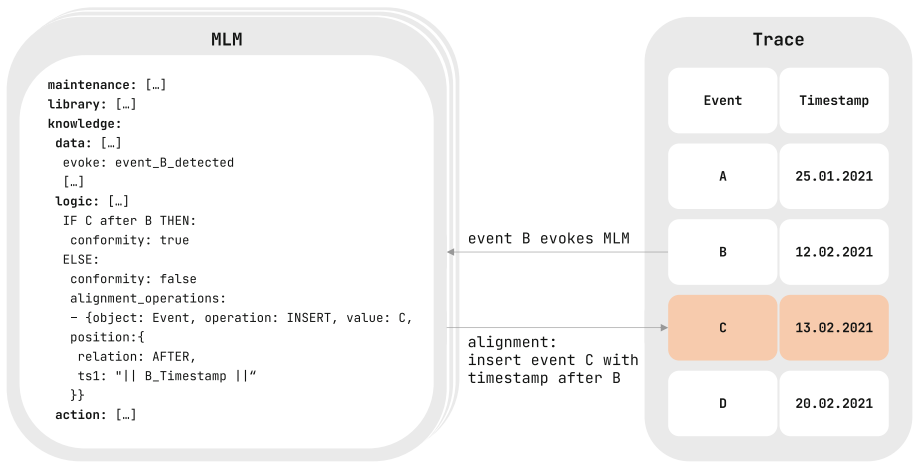 MLM
maintenance: […]
library: […]
knowledge:
data: […]
evoke: event_B_detected
[…]
logic: […]
IF C after B THEN:
conformity: true
ELSE:
conformity: false
alignment_operations:
– {object: Event, operation: INSERT, value: C,
position:{
relation: AFTER,
ts1: "|| B_Timestamp ||“
}}
action: […]
event B evokes MLM
alignment:
insert event C with
timestamp after B
Trace
Event Timestamp
A 25.01.2021
B 12.02.2021
C 13.02.2021
D 20.02.2021